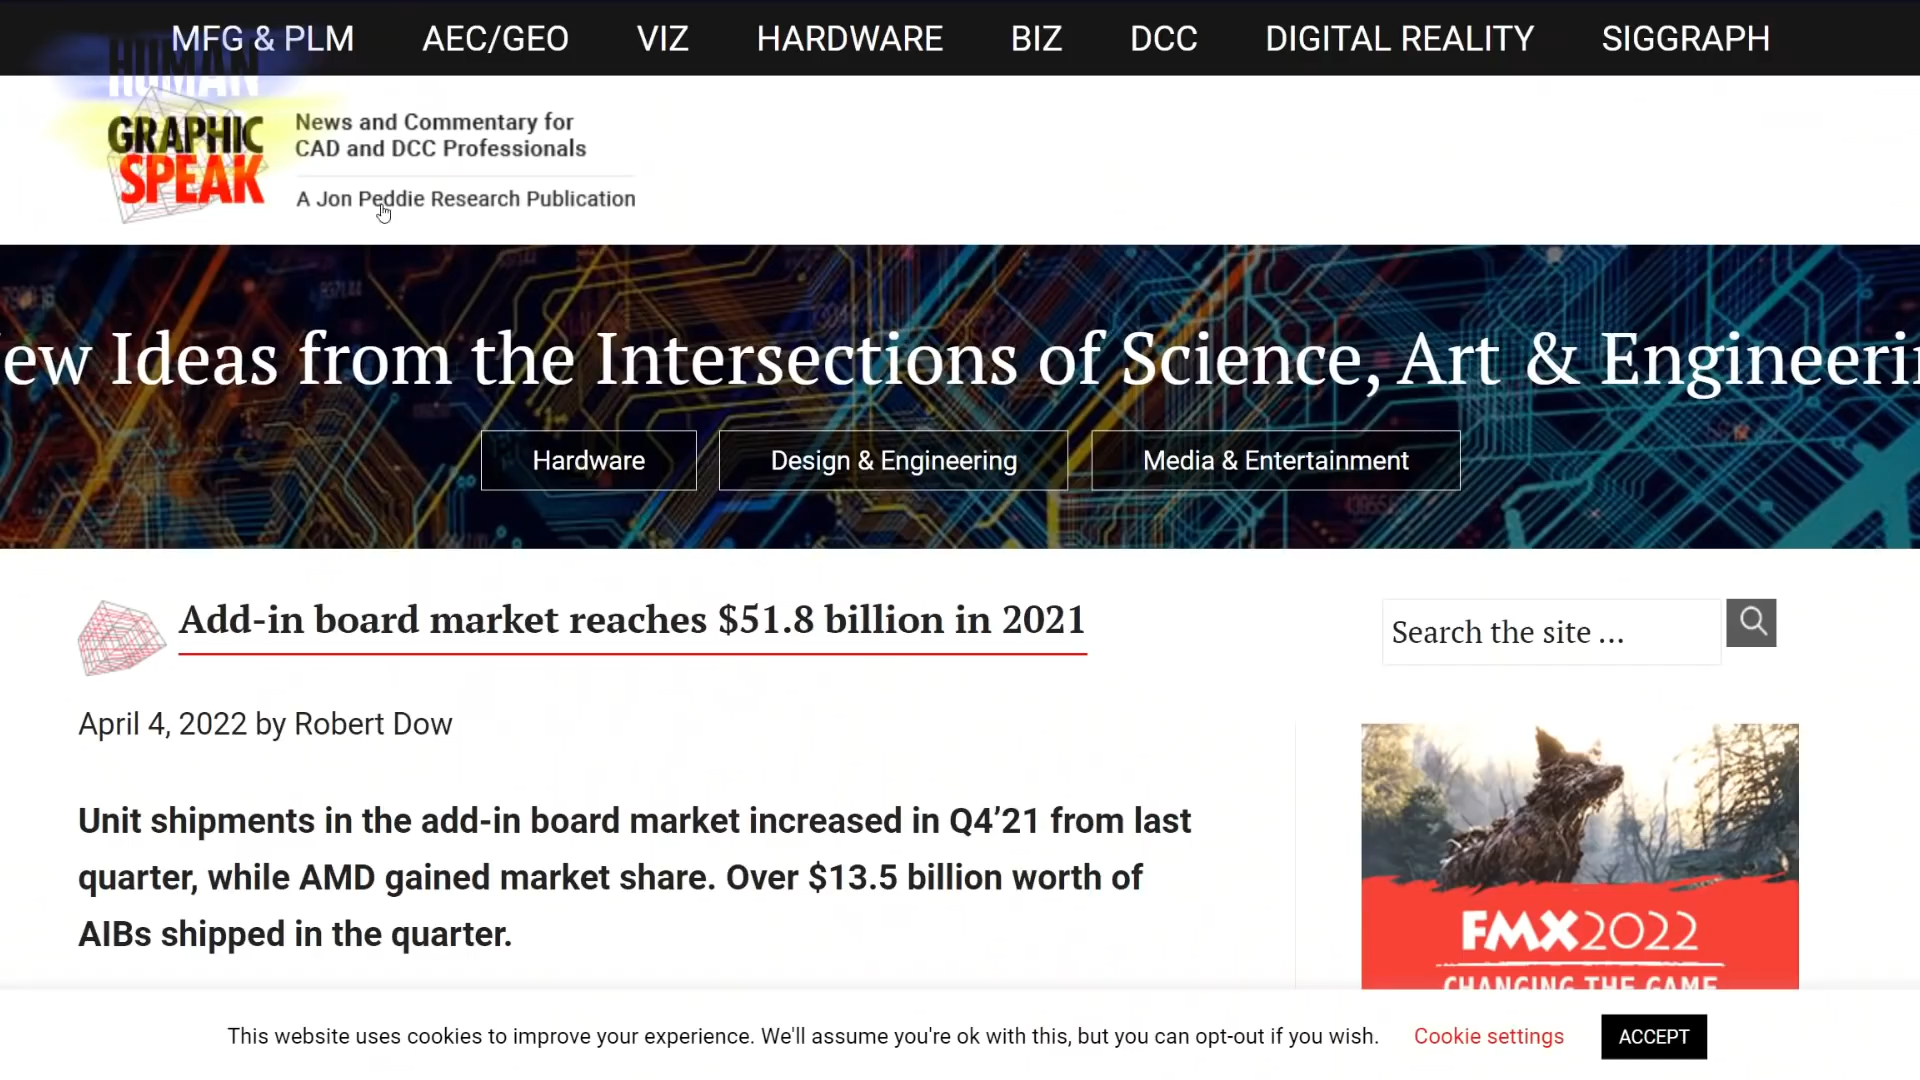 MFG & PLM AEC/GEO VIZ HARDWARE BIZ DCC DIGITAL REALITY SIGGRAPH
HUMAN
GRAPHIC
SPEAK
News and Commentary for
CAD and DCC Professionals
A Jon Peddie Research Publication
ew Ideas from the Intersections of Science, Art & Engineerin
Hardware Design & Engineering Media & Entertainment
Add-in board market reaches $51.8 billion in 2021
Search the site ...
April 4, 2022 by Robert Dow
Unit shipments in the add-in board market increased in Q4’21 from last
quarter, while AMD gained market share. Over $13.5 billion worth of
AIBs shipped in the quarter.
FMX2022
CHANGING THE GAME
This website uses cookies to improve your experience. We'll assume you're ok with this, but you can opt-out if you wish. Cookie settings ACCEPT